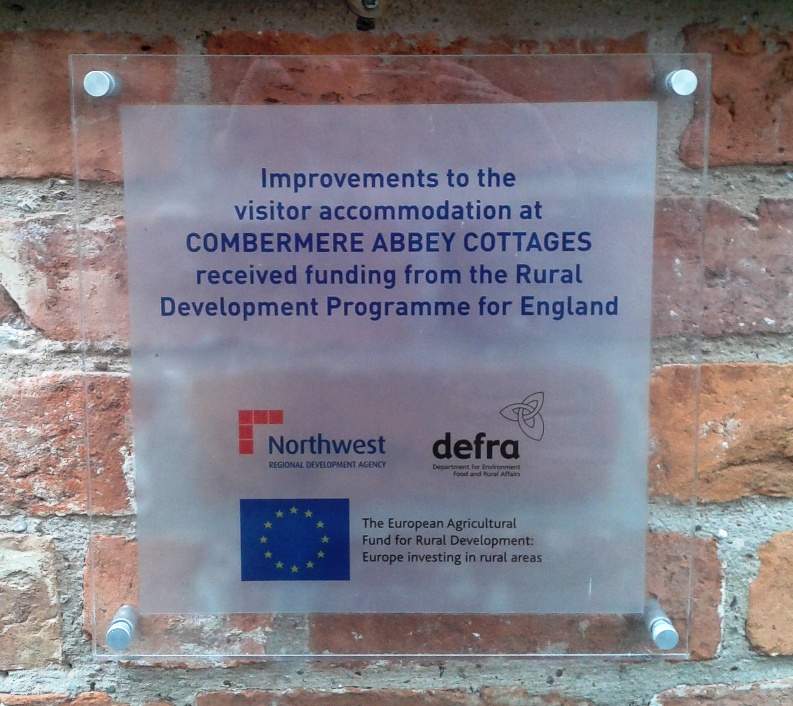 Improvements to the
visitor accommodation at
COMBERMERE ABBEY COTTAGES
received funding from the Rural
Development Programme for England
Northwest
REGIONAL DEVELOPMENT AGENCY
defra
Department for Environment
Food and Rural Affairs
The European Agricultural
Fund for Rural Development:
Europe investing in rural areas